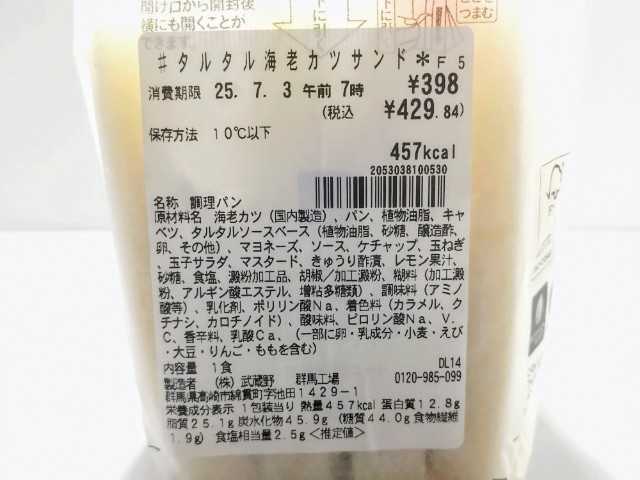 開け口から開封後
横にも開くことが
できます。
下に引
下に引
つまむ
#タルタル海老カツサンド*F5
消費期限 25. 7. 3 午前 7時 ¥398
(税込 ¥429.84)
保存方法 10℃以下
457kcal
2053038100530
名称 調理パン
原材料名 海老カツ(国内製造)、パン、植物油脂、キャ
ベツ、タルタルソースベース(植物油脂、砂糖、醸造酢、
卵、その他)、マヨネーズ、ソース、ケチャップ、玉ねぎ
、玉子サラダ、マスタード、きゅうり酢漬、レモン果汁、
砂糖、食塩、澱粉加工品、胡椒/加工澱粉、糊料(加工澱
粉、アルギン酸エステル、増粘多糖類)、調味料(アミノ
酸等)、乳化剤、ポリリン酸Na、着色料(カラメル、ク
チナシ、カロチノイド)、酸味料、ピロリン酸Na、V.
C、香辛料、乳酸Ca、(一部に卵・乳成分・小麦・えび
・大豆・りんご・ももを含む)
内容量 1食 DL14
製造者 (株)武蔵野 群馬工場 0120-985-099
群馬県高崎市綿貫町字池田1429-1
栄養成分表示 1包装当り 熱量457kcal 蛋白質12.8g
脂質25.1g 炭水化物45.9g (糖質44.0g 食物繊維
1.9g) 食塩相当量2.5g<推定値>